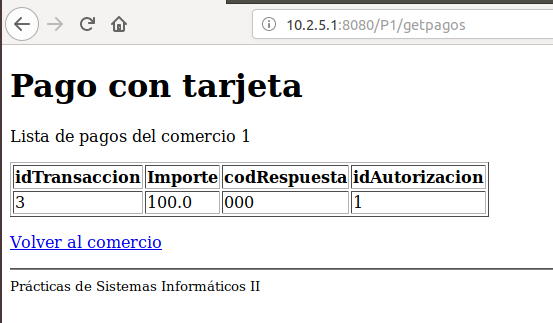 10.2.5.1:8080/P1/getpagos
Pago con tarjeta
Lista de pagos del comercio 1
idTransaccion Importe codRespuesta idAutorizacion
3 100.0 000 1
Volver al comercio
Prácticas de Sistemas Informáticos II